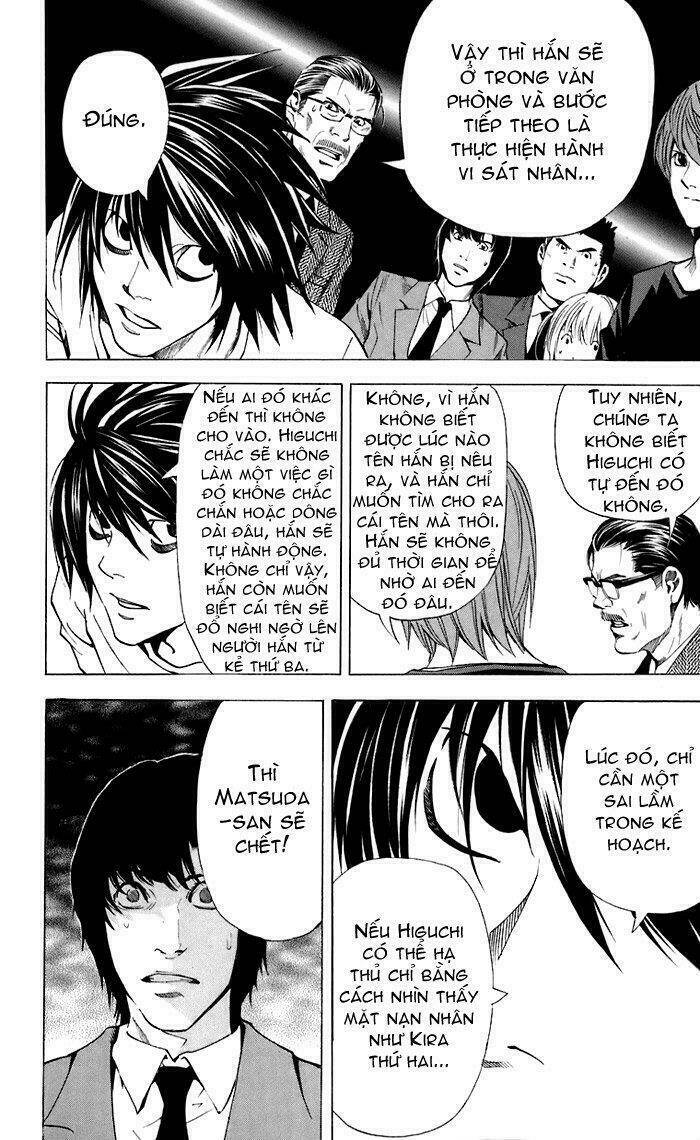 VẬY THÌ HẮN SẼ
Ở TRONG VĂN
PHÒNG VÀ BƯỚC
TIẾP THEO LÀ
THỰC HIỆN HÀNH
VI SÁT NHÂN...
ĐÚNG.
TUY NHIÊN,
CHÚNG TA
KHÔNG BIẾT
HIGUCHI CÓ
TỰ ĐẾN ĐÓ
KHÔNG.
KHÔNG, VÌ HẮN
KHÔNG BIẾT
ĐƯỢC LÚC NÀO
TÊN HẮN BỊ NÊU
RA, VÀ HẮN CHỈ
MUỐN TÌM CHO RA
CÁI TÊN MÀ THÔI.
HẮN SẼ KHÔNG
ĐỦ THỜI GIAN ĐỂ
NHỜ AI ĐẾN
ĐÓ ĐÂU.
NẾU AI ĐÓ KHÁC
ĐẾN THÌ KHÔNG
CHO VÀO. HIGUCHI
CHẮC SẼ KHÔNG
LÀM MỘT VIỆC GÌ
ĐÓ KHÔNG CHẮC
CHẮN HOẶC DÔNG
DÀI ĐÂU, HẮN SẼ
TỰ HÀNH ĐỘNG.
KHÔNG CHỈ VẬY,
HẮN CÒN MUỐN
BIẾT CÁI TÊN SẼ
ĐỔ NGHI NGỜ LÊN
NGƯỜI HẮN TỪ
KẺ THỨ BA.
LÚC ĐÓ, CHỈ
CẦN MỘT
SAI LẦM
TRONG KẾ
HOẠCH.
NẾU HIGUCHI
CÓ THỂ HẠ
THỦ CHỈ BẰNG
CÁCH NHÌN THẤY
MẶT NẠN NHÂN
NHƯ KIRA
THỨ HAI...
THÌ
MATSUDA
-SAN SẼ
CHẾT!